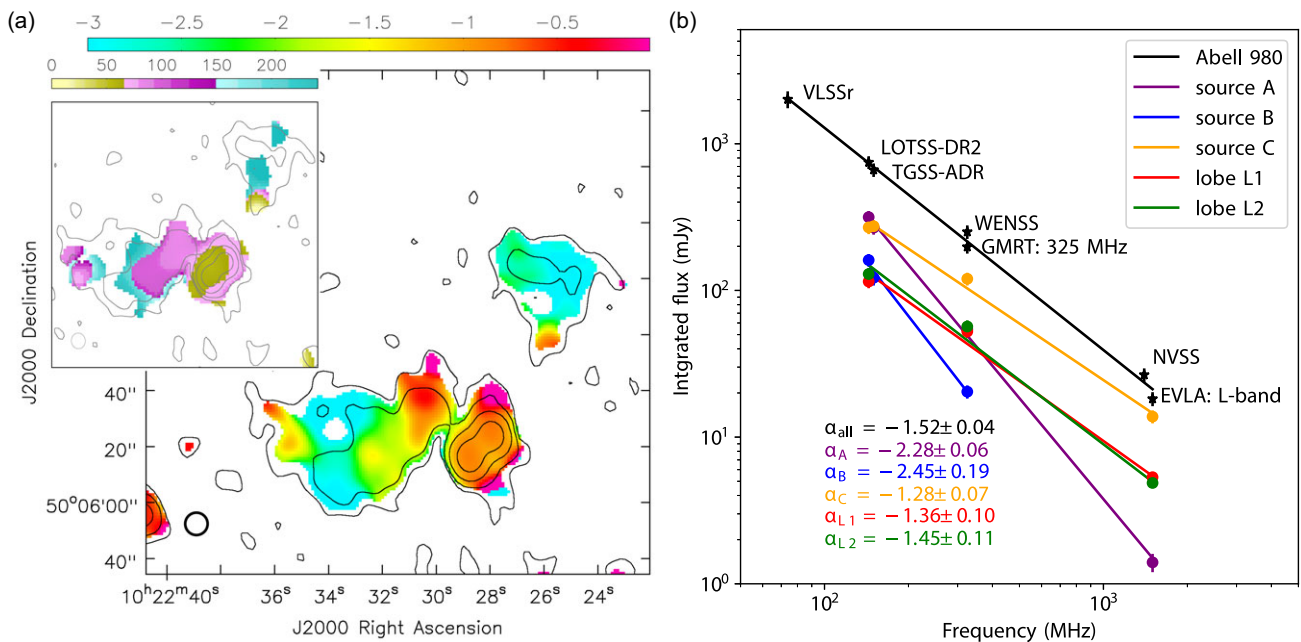 (a)
−3 −2.5 −2 −1.5 −1 −0.5
0 50 100 150 200
J2000 Declination
40"
20"
50°06'00"
40"
10ʰ22ᵐ40ˢ 36ˢ 34ˢ 32ˢ 30ˢ 28ˢ 26ˢ 24ˢ
J2000 Right Ascension
(b)
Intgrated flux (mJy)
10³
10²
10¹
10⁰
VLSSr
LOTSS-DR2
TGSS-ADR
WENSS
GMRT: 325 MHz
NVSS
EVLA: L-band
Abell 980
source A
source B
source C
lobe L1
lobe L2
α_all = −1.52± 0.04
α_A = −2.28± 0.06
α_B = −2.45± 0.19
α_C = −1.28± 0.07
α_L1 = −1.36± 0.10
α_L2 = −1.45± 0.11
10² 10³
Frequency (mHz)